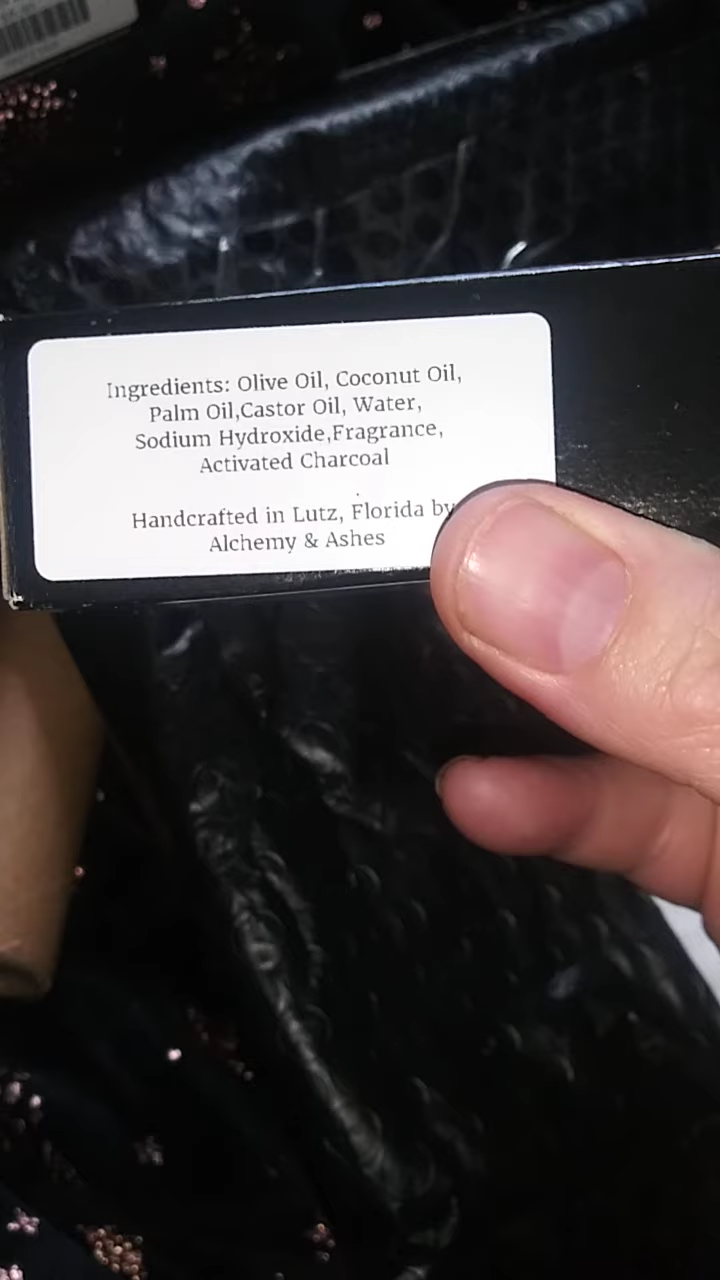 Ingredients: Olive Oil, Coconut Oil,
Palm Oil,Castor Oil, Water,
Sodium Hydroxide,Fragrance,
Activated Charcoal
Handcrafted in Lutz, Florida by
Alchemy & Ashes